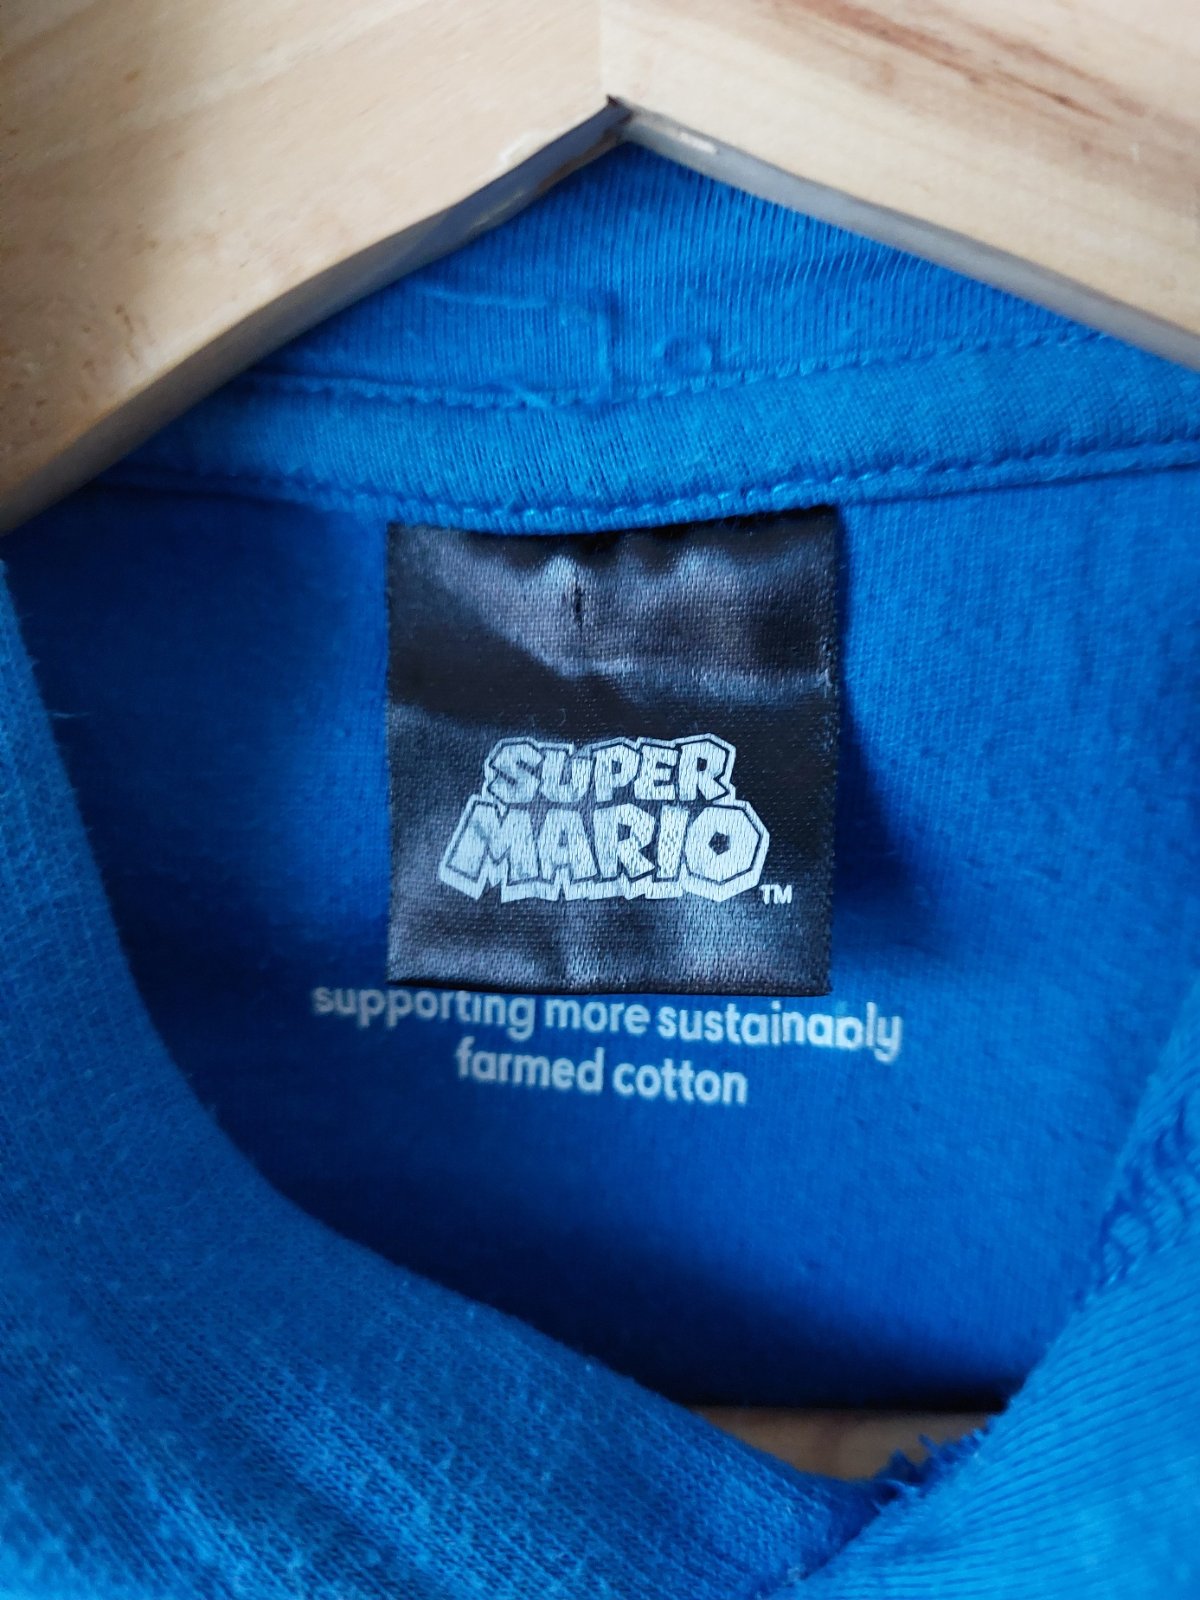 SUPER
MARIO
TM
supporting more sustainably
farmed cotton